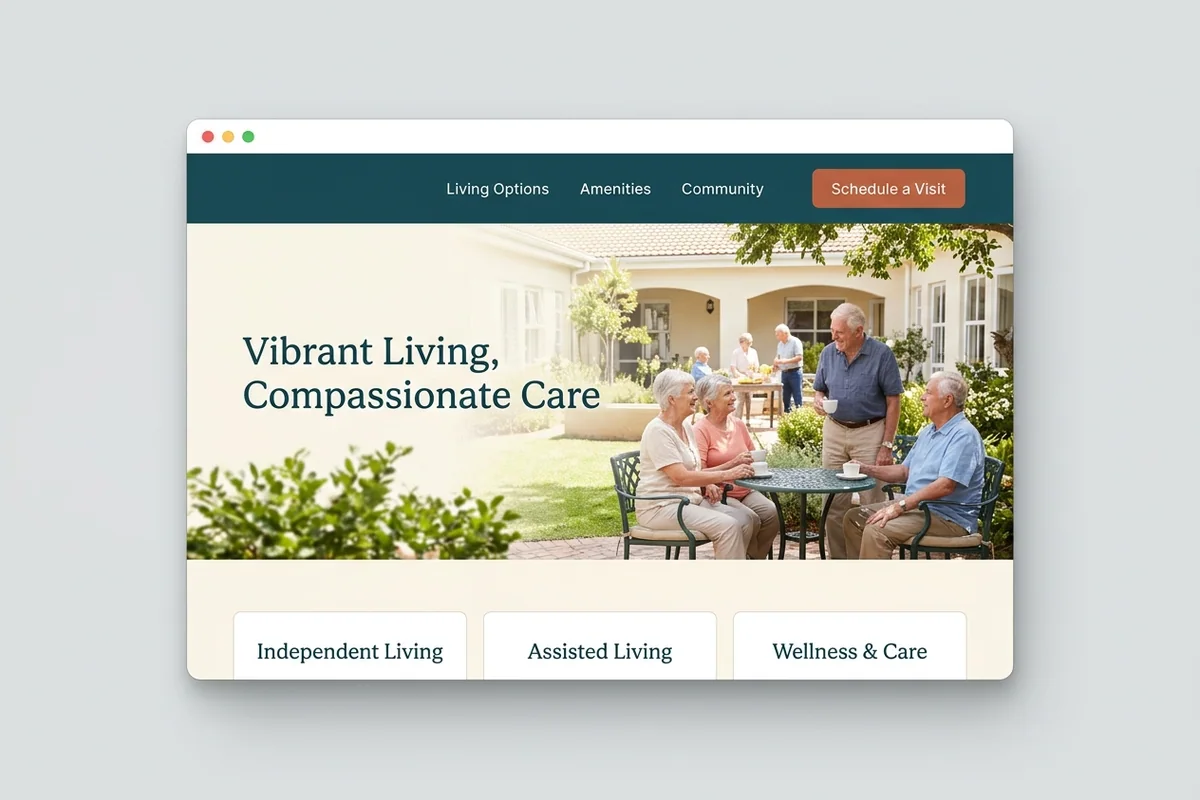 Living Options
Amenities
Community
Schedule a Visit
Vibrant Living,
Compassionate Care
Independent Living
Assisted Living
Wellness & Care